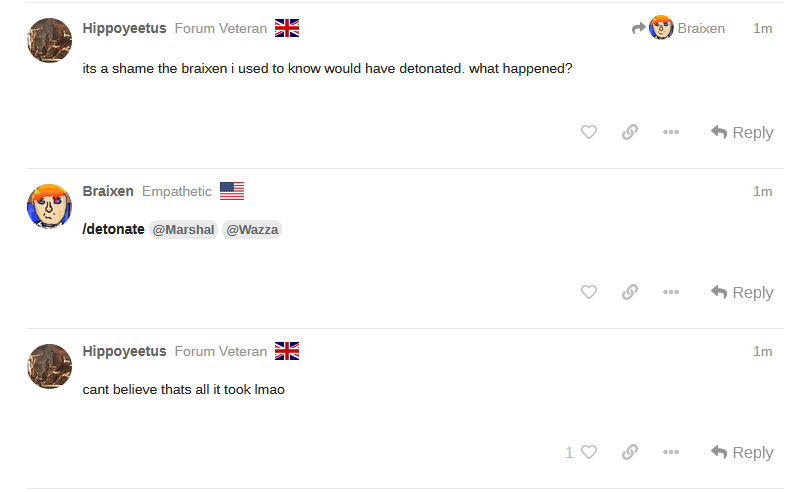 Hippoyeetus Forum Veteran Braixen 1m
its a shame the braixen i used to know would have detonated. what happened?
Reply
Braixen Empathetic 1m
/detonate @Marshal @Wazza
Reply
Hippoyeetus Forum Veteran 1m
cant believe thats all it took lmao
1 Reply